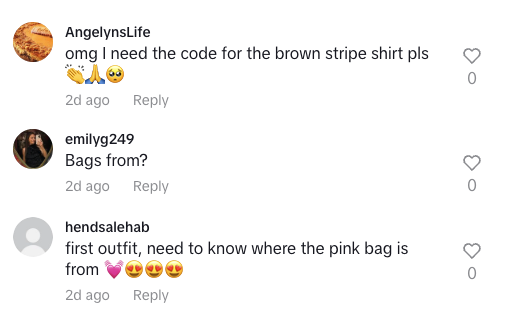 AngelynsLife
omg I need the code for the brown stripe shirt pls
👏🙏🥺
2d ago Reply
0
emilyg249
Bags from?
2d ago Reply
0
hendsalehab
first outfit, need to know where the pink bag is
from 💓😍😍😍
2d ago Reply
0